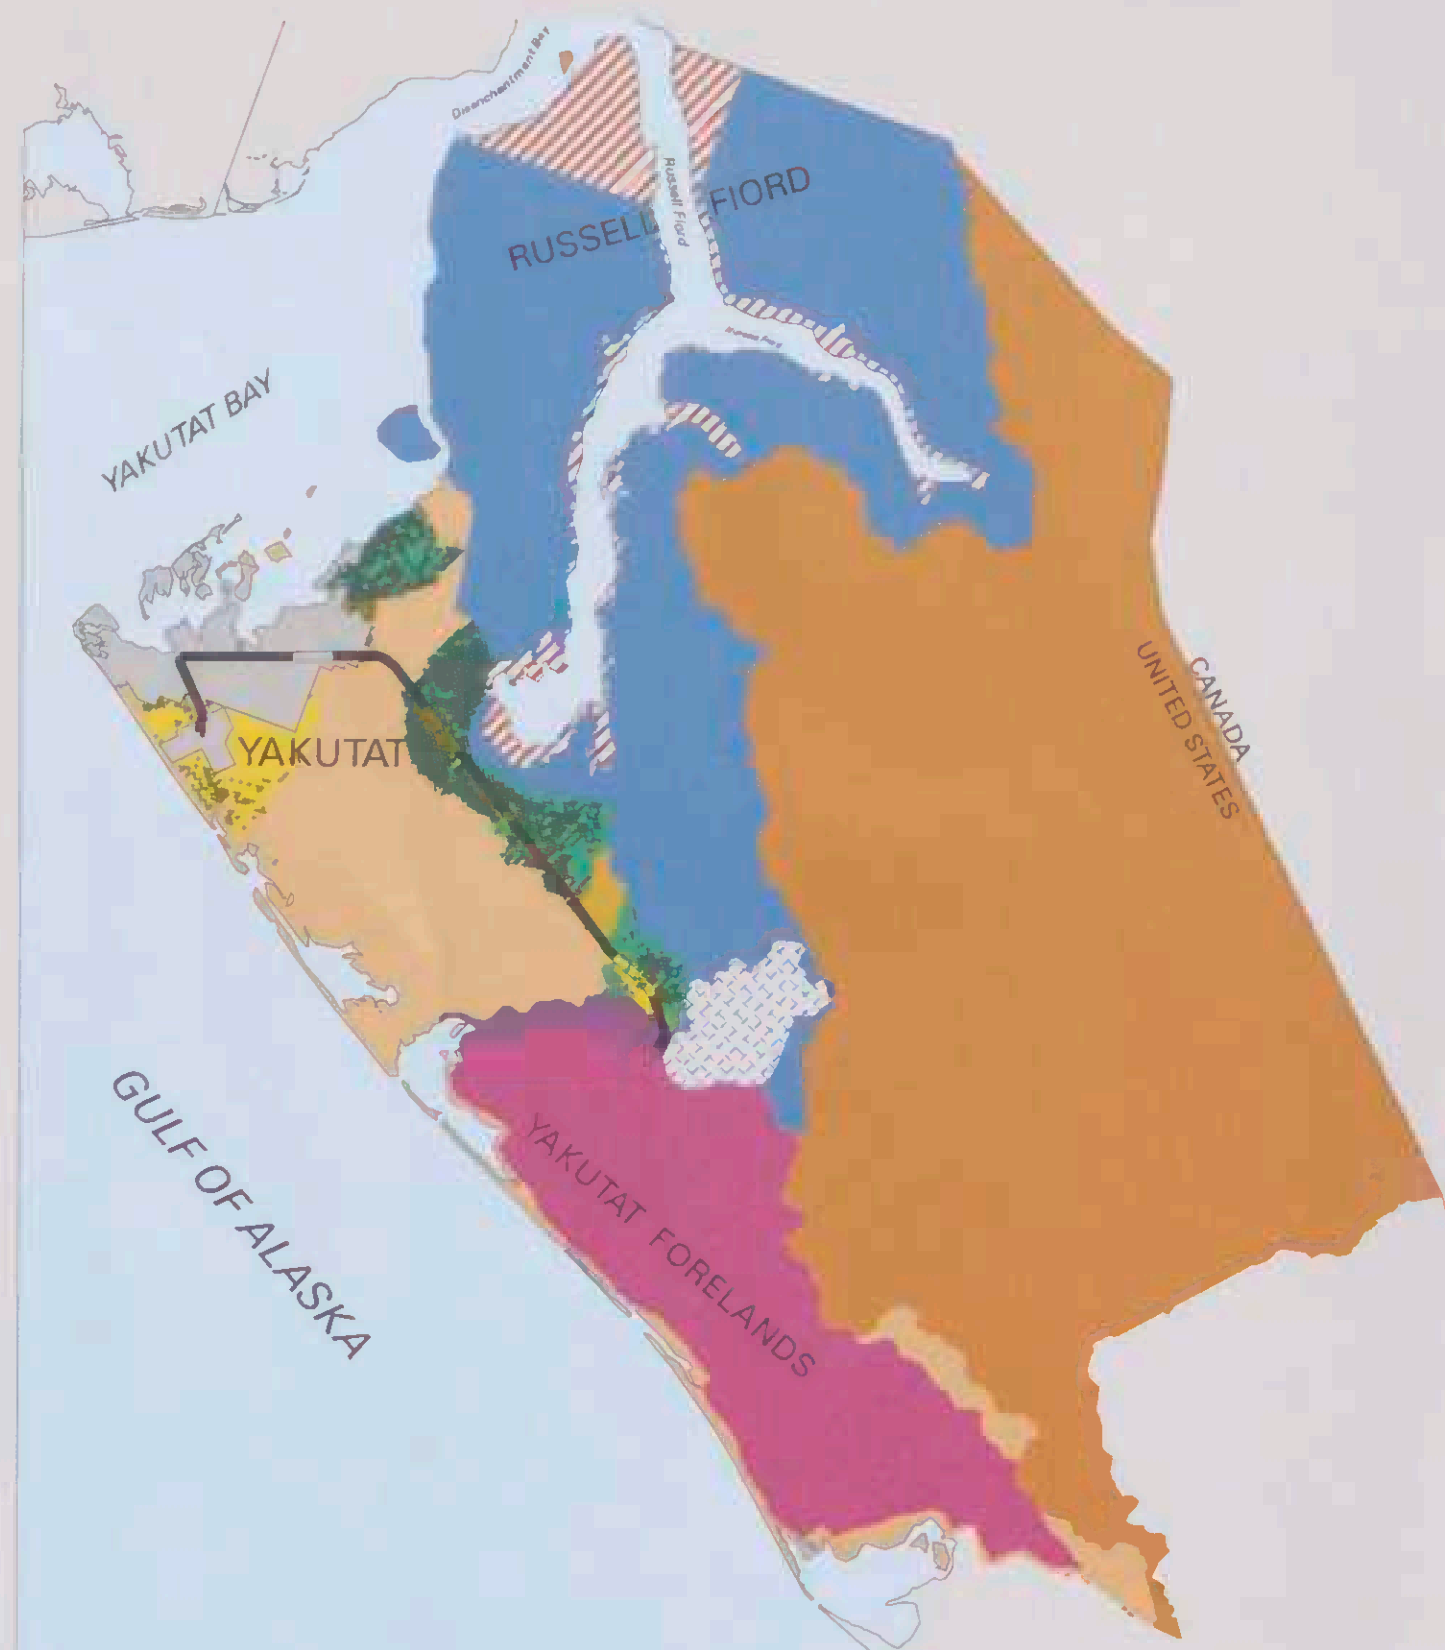 Disenchantment Bay
Russell Fiord
RUSSELL FIORD
YAKUTAT BAY
CANADA
UNITED STATES
YAKUTAT
GULF OF ALASKA
YAKUTAT FORELANDS